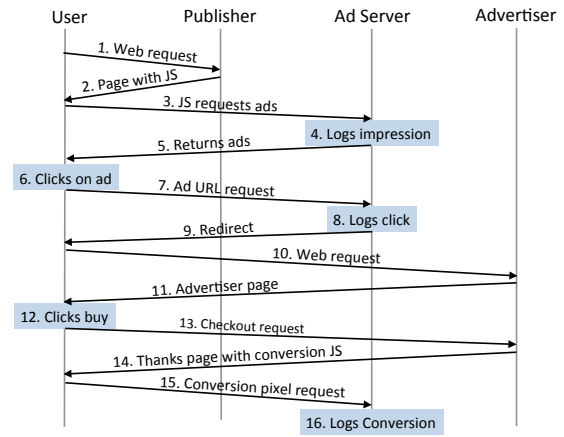 User
Publisher
Ad Server
Advertiser
1. Web request
2. Page with JS
3. JS requests ads
4. Logs impression
5. Returns ads
6. Clicks on ad
7. Ad URL request
8. Logs click
9. Redirect
10. Web request
11. Advertiser page
12. Clicks buy
13. Checkout request
14. Thanks page with conversion JS
15. Conversion pixel request
16. Logs Conversion